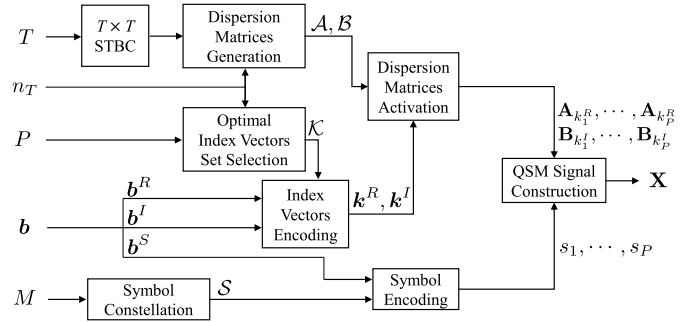 T
T × T
STBC
Dispersion
Matrices
Generation
𝒜, ℬ
n_T
Dispersion
Matrices
Activation
P
Optimal
Index Vectors
Set Selection
𝒦
A_{k_1^R}, ⋯, A_{k_P^R}
B_{k_1^I}, ⋯, B_{k_P^I}
QSM Signal
Construction
X
b
b^R
b^I
b^S
Index
Vectors
Encoding
k^R, k^I
s_1, ⋯, s_P
M
Symbol
Constellation
𝒮
Symbol
Encoding